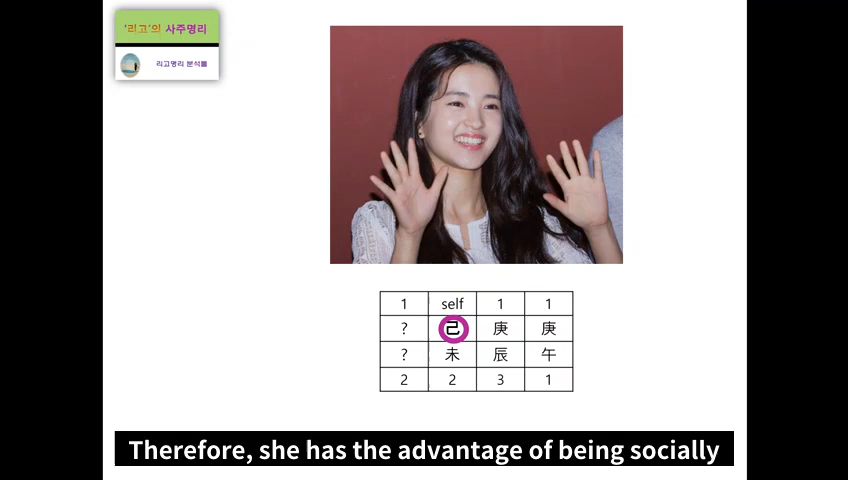 '리고'의 사주명리
리고명리 분석툴
1 self 1 1
? 己 庚 庚
? 未 辰 午
2 2 3 1
Therefore, she has the advantage of being socially